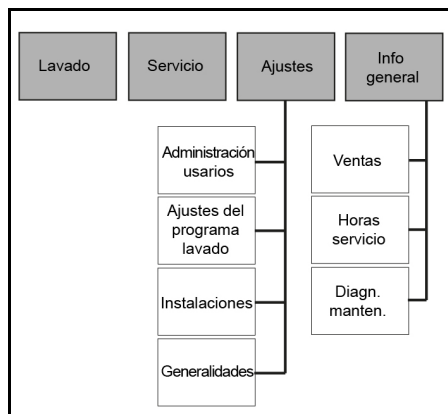 Lavado
Servicio
Ajustes
Info
general
Administración
usarios
Ajustes del
programa
lavado
Instalaciones
Generalidades
Ventas
Horas
servicio
Diagn.
manten.